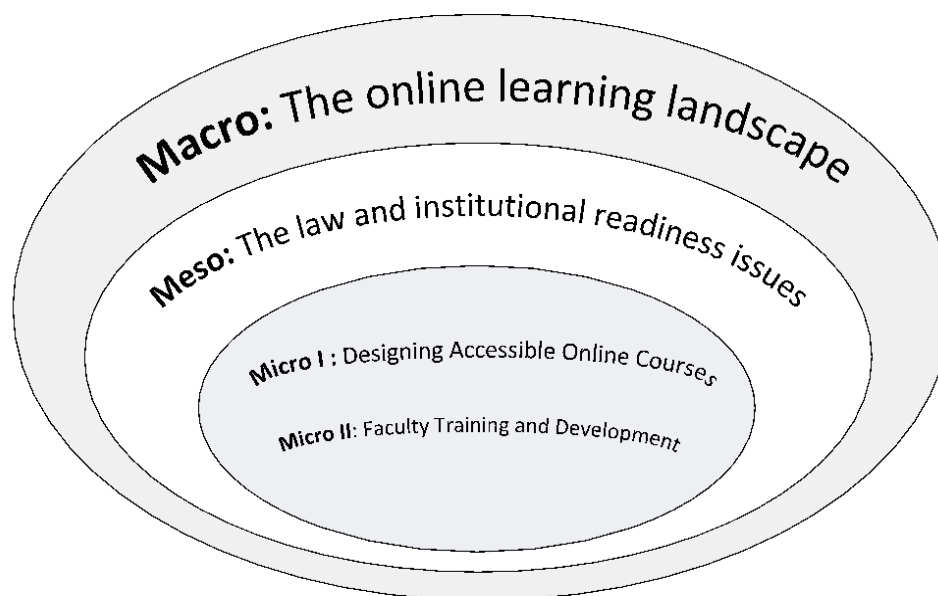 Macro: The online learning landscape
Meso: The law and institutional readiness issues
Micro I : Designing Accessible Online Courses
Micro II: Faculty Training and Development